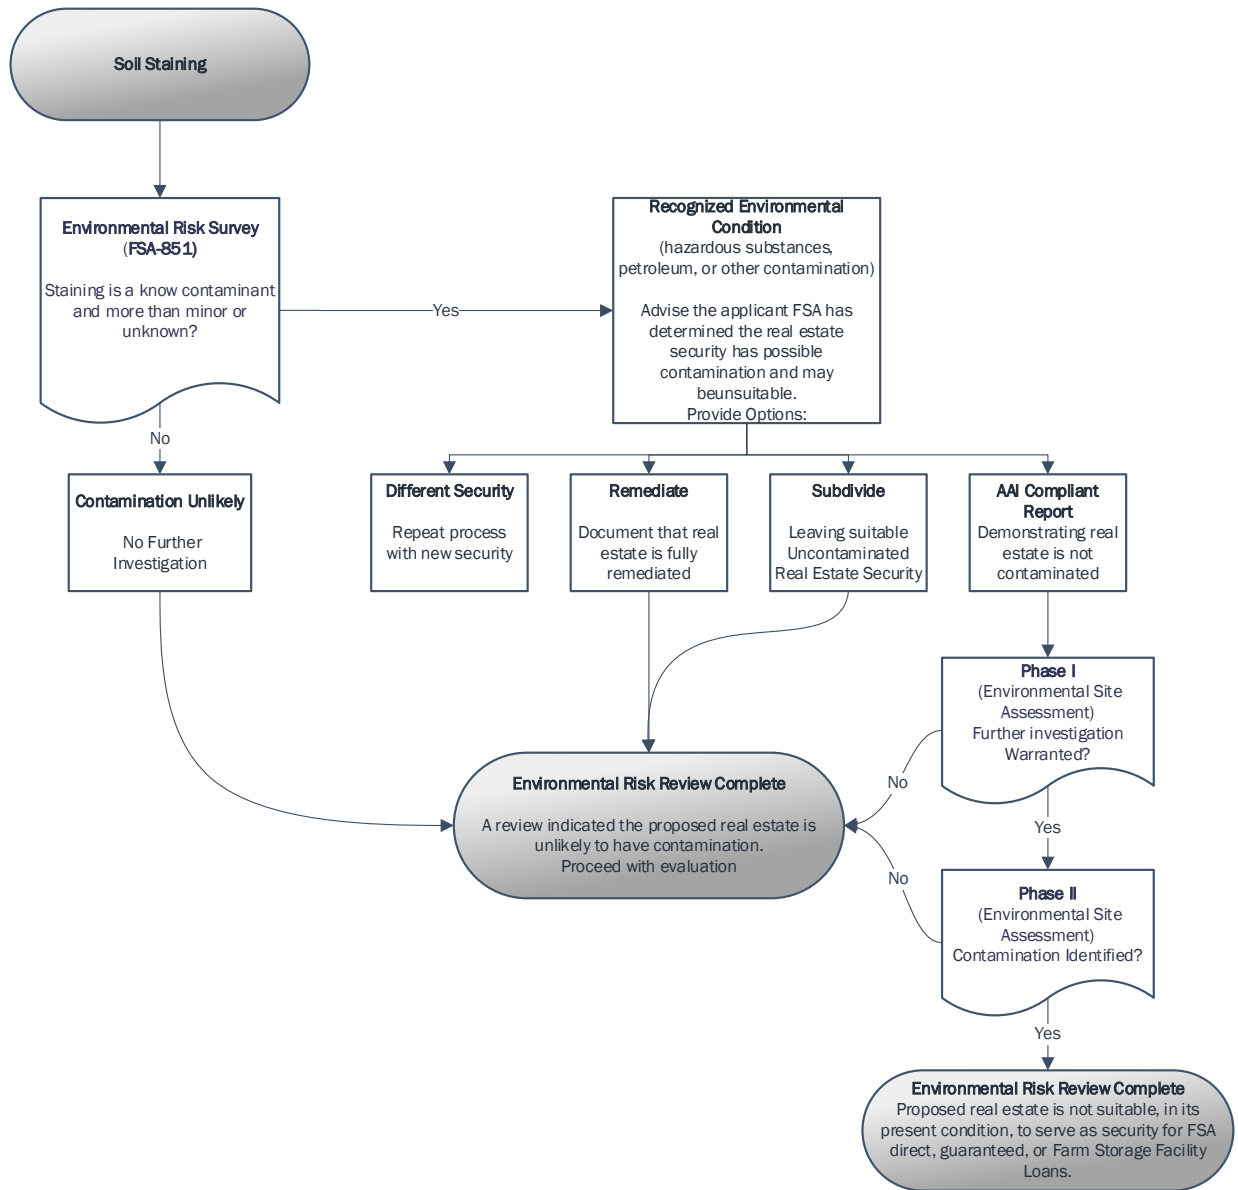 Soil Staining
Environmental Risk Survey
(FSA-851)
Staining is a know contaminant
and more than minor or
unknown?
Yes
Recognized Environmental
Condition
(hazardous substances,
petroleum, or other contamination)
Advise the applicant FSA has
determined the real estate
security has possible
contamination and may
beunsuitable.
Provide Options:
No
Contamination Unlikely
No Further
Investigation
Different Security
Repeat process
with new security
Remediate
Document that real
estate is fully
remediated
Subdivide
Leaving suitable
Uncontaminated
Real Estate Security
AAI Compliant
Report
Demonstrating real
estate is not
contaminated
Phase I
(Environmental Site
Assessment)
Further investigation
Warranted?
No
Yes
Environmental Risk Review Complete
A review indicated the proposed real estate is
unlikely to have contamination.
Proceed with evaluation
No
Phase II
(Environmental Site
Assessment)
Contamination Identified?
Yes
Environmental Risk Review Complete
Proposed real estate is not suitable, in its
present condition, to serve as security for FSA
direct, guaranteed, or Farm Storage Facility
Loans.